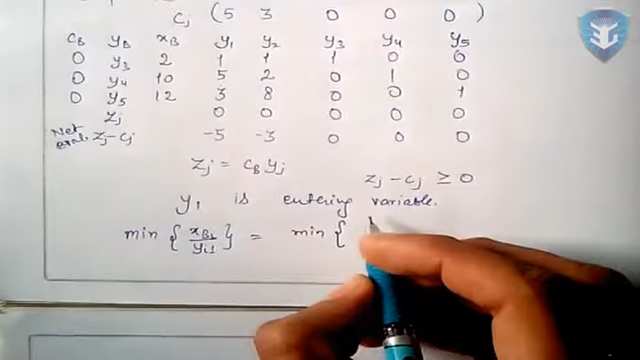 Cj (5 3 0 0 0)
CB yB xB y1 y2 y3 y4 y5
0 y3 2 1 1 1 0 0
0 y4 10 5 2 0 1 0
0 y5 12 3 8 0 0 1
Zj 0 0 0 0 0
Net eval. Zj-Cj -5 -3 0 0 0
Zj = CB yj
Zj - Cj ≥ 0
y1 is entering variable.
min { xBi / yi1 } = min {